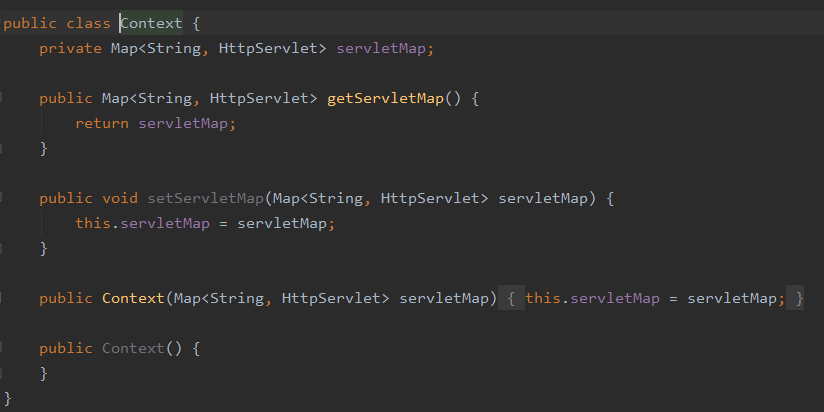 public class Context {
    private Map<String, HttpServlet> servletMap;
    public Map<String, HttpServlet> getServletMap() {
        return servletMap;
    }
    public void setServletMap(Map<String, HttpServlet> servletMap) {
        this.servletMap = servletMap;
    }
    public Context(Map<String, HttpServlet> servletMap) { this.servletMap = servletMap; }
    public Context() {
    }
}